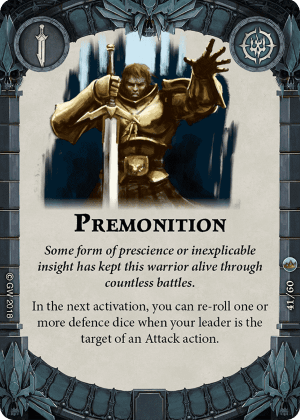 PREMONITION
Some form of prescience or inexplicable
insight has kept this warrior alive through
countless battles.
In the next activation, you can re-roll one or
more defence dice when your leader is the
target of an Attack action.
© GW 2018
41/60